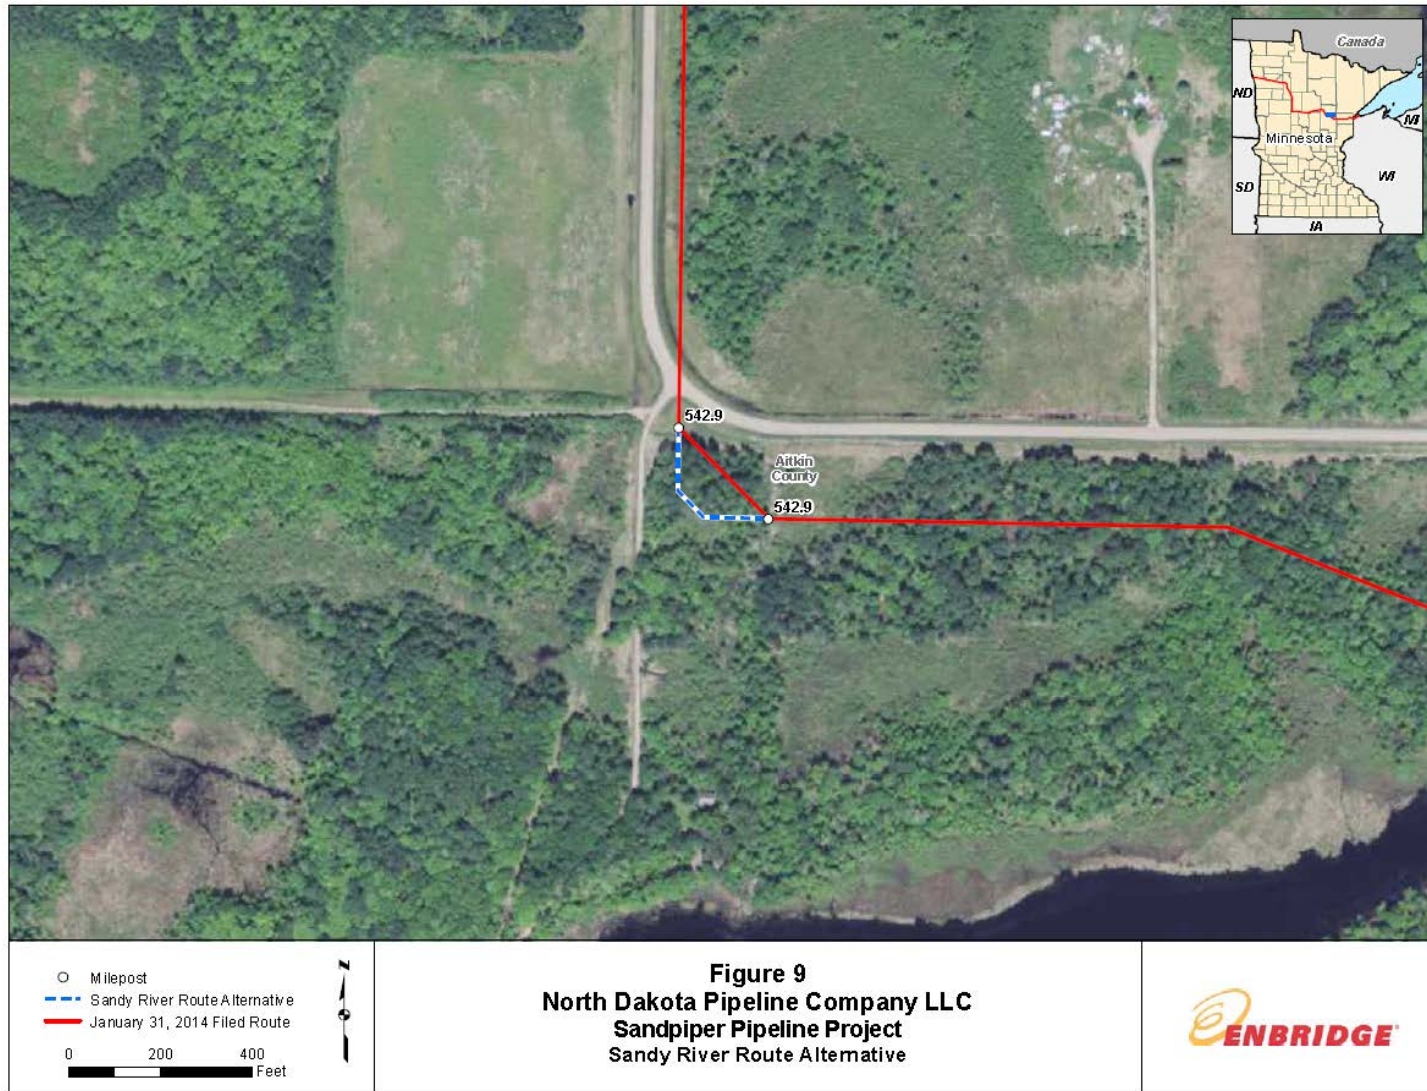 Canada
ND
MI
Minnesota
SD
WI
IA
542.9
Aitkin
County
542.9
Milepost
Sandy River Route Alternative
January 31, 2014 Filed Route
0 200 400
Feet
N
Figure 9
North Dakota Pipeline Company LLC
Sandpiper Pipeline Project
Sandy River Route Alternative
ENBRIDGE®